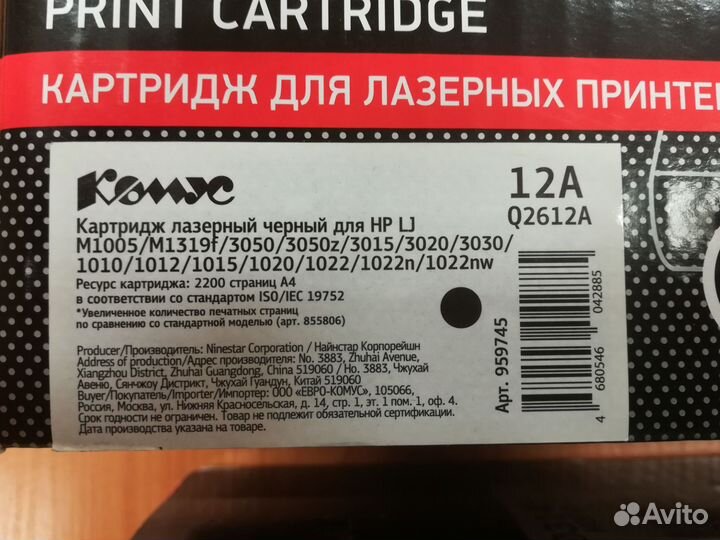 PRINT CARTRIDGE
КАРТРИДЖ ДЛЯ ЛАЗЕРНЫХ ПРИНТЕ
Комус
12A
Q2612A
Картридж лазерный черный для HP LJ
M1005/M1319f/3050/3050z/3015/3020/3030/
1010/1012/1015/1020/1022/1022n/1022nw
Ресурс картриджа: 2200 страниц А4
в соответствии со стандартом ISO/IEC 19752
*Увеличенное количество печатных страниц
по сравнению со стандартной моделью (арт. 855806)
Producer/Производитель: Ninestar Corporation / Найнстар Корпорейшн
Address of production/Адрес производителя: No. 3883, Zhuhai Avenue,
Xiangzhou District, Zhuhai Guangdong, China 519060 / Но. 3883, Чжухай
Авеню, Сянчжоу Дистрикт, Чжухай Гуандун, Китай 519060
Buyer/Покупатель/Importer/Импортер: ООО «ЕВРО-КОМУС», 105066,
Россия, Москва, ул. Нижняя Красносельская, д. 14, стр. 1, эт. 1 пом. 1, оф. 4.
Срок годности не ограничен. Товар не подлежит обязательной сертификации.
Дата производства указана на товаре.
Арт. 959745
4 680546 042885
Avito